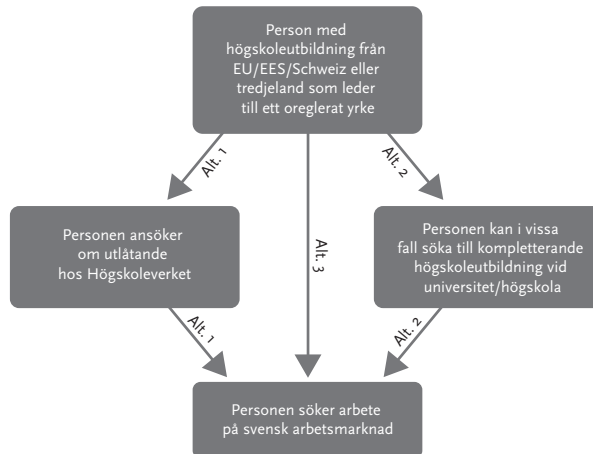 Person med
högskoleutbildning från
EU/EES/Schweiz eller
tredjeland som leder
till ett oreglerat yrke
Alt. 1
Alt. 2
Personen ansöker
om utlåtande
hos Högskoleverket
Alt. 3
Personen kan i vissa
fall söka till kompletterande
högskoleutbildning vid
universitet/högskola
Alt. 1
Alt. 2
Personen söker arbete
på svensk arbetsmarknad